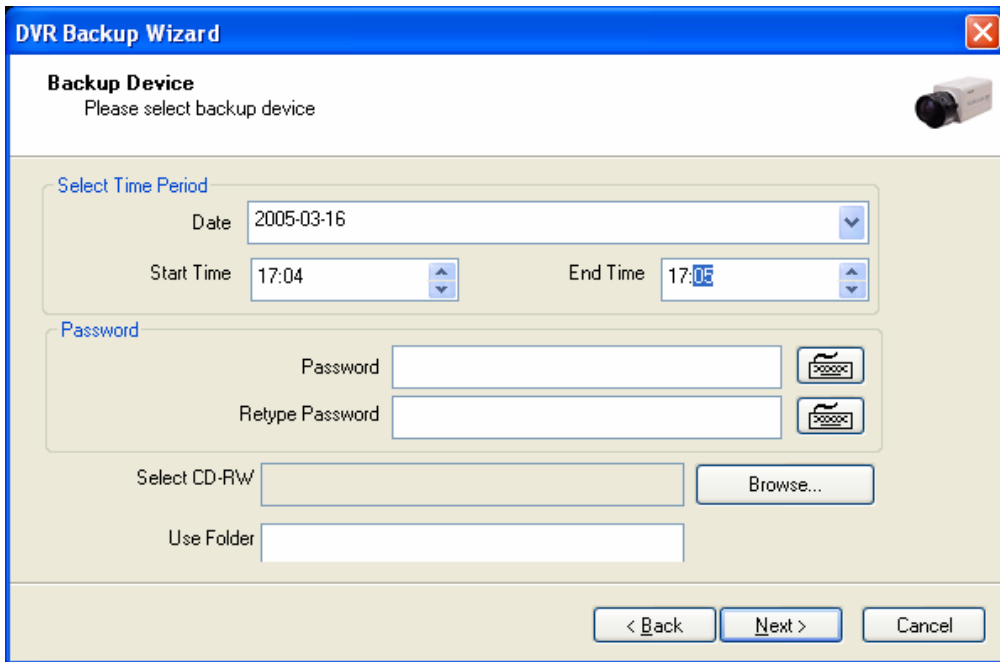 DVR Backup Wizard
Backup Device
Please select backup device
Select Time Period
Date 2005-03-16
Start Time 17:04 End Time 17:05
Password
Password
Retype Password
Select CD-RW Browse...
Use Folder
< Back Next > Cancel